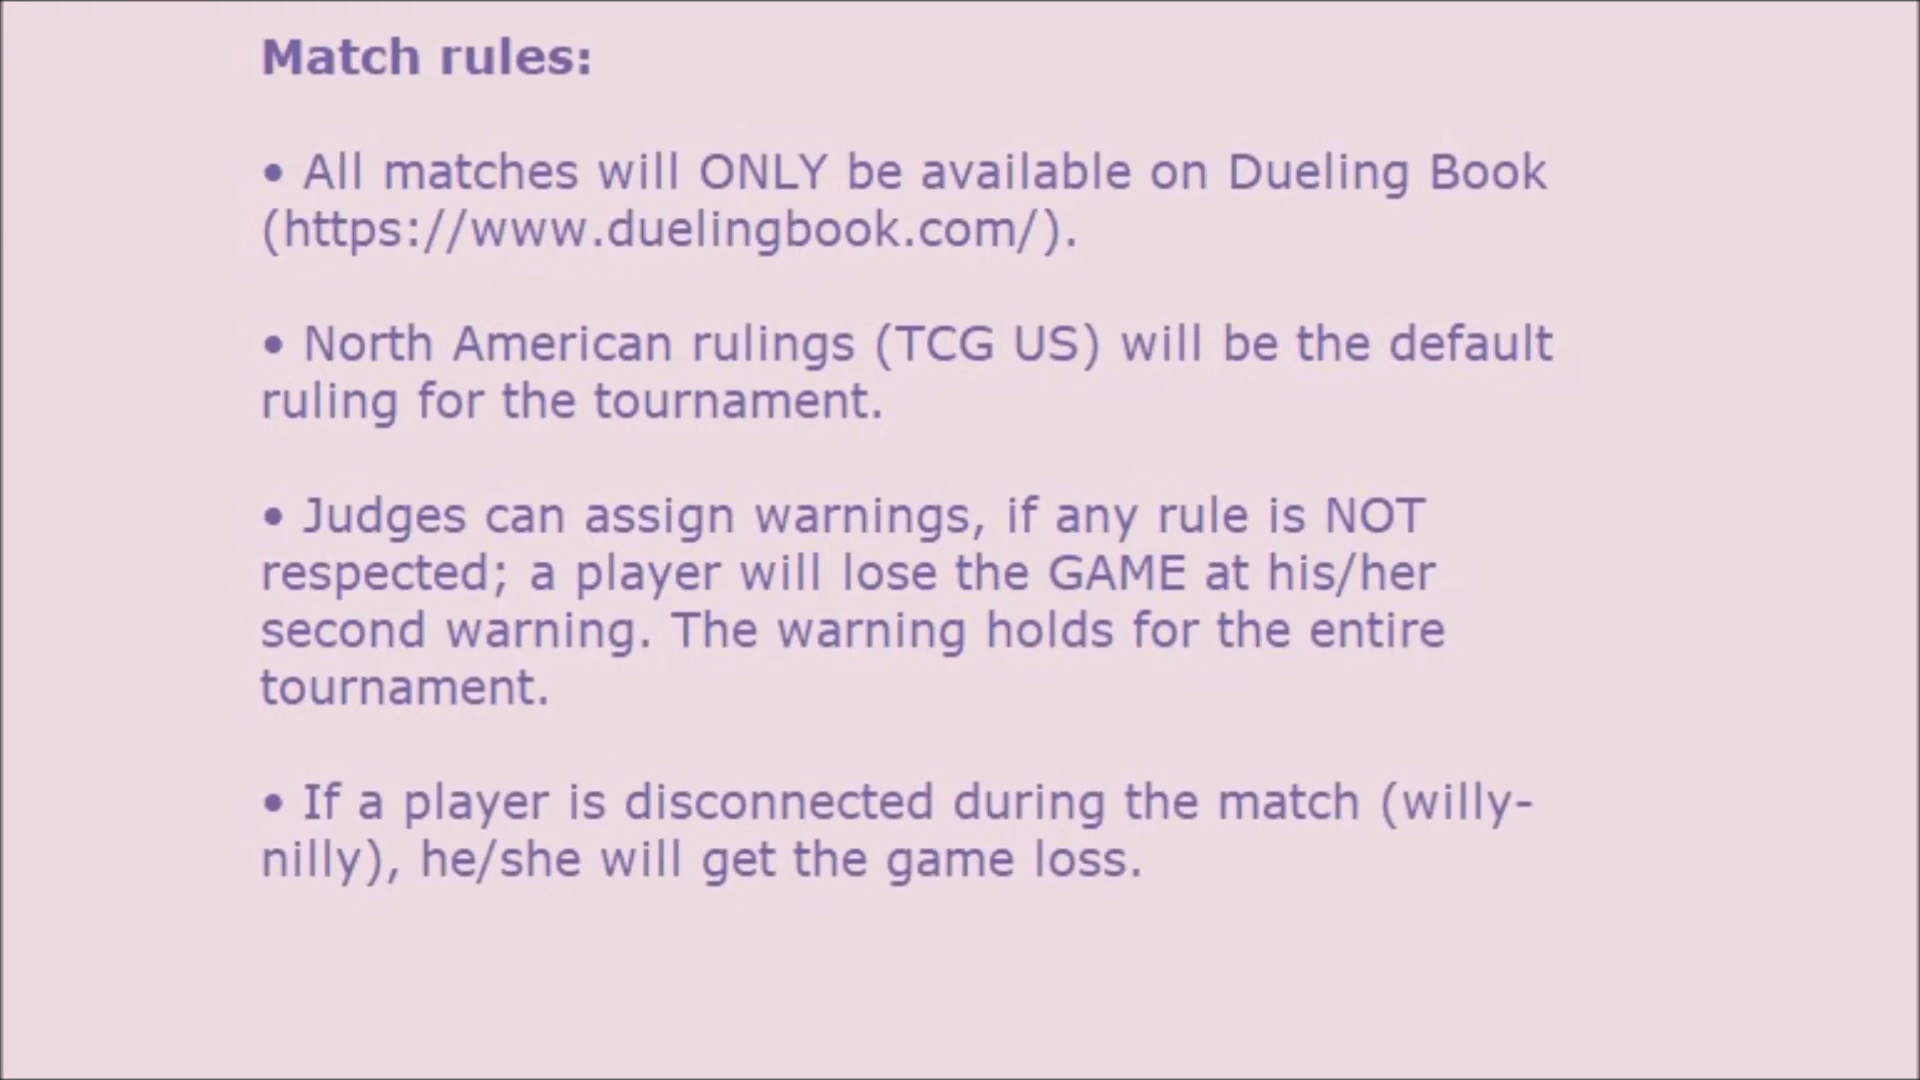 Match rules:
• All matches will ONLY be available on Dueling Book
(https://www.duelingbook.com/).
• North American rulings (TCG US) will be the default
ruling for the tournament.
• Judges can assign warnings, if any rule is NOT
respected; a player will lose the GAME at his/her
second warning. The warning holds for the entire
tournament.
• If a player is disconnected during the match (willy-
nilly), he/she will get the game loss.